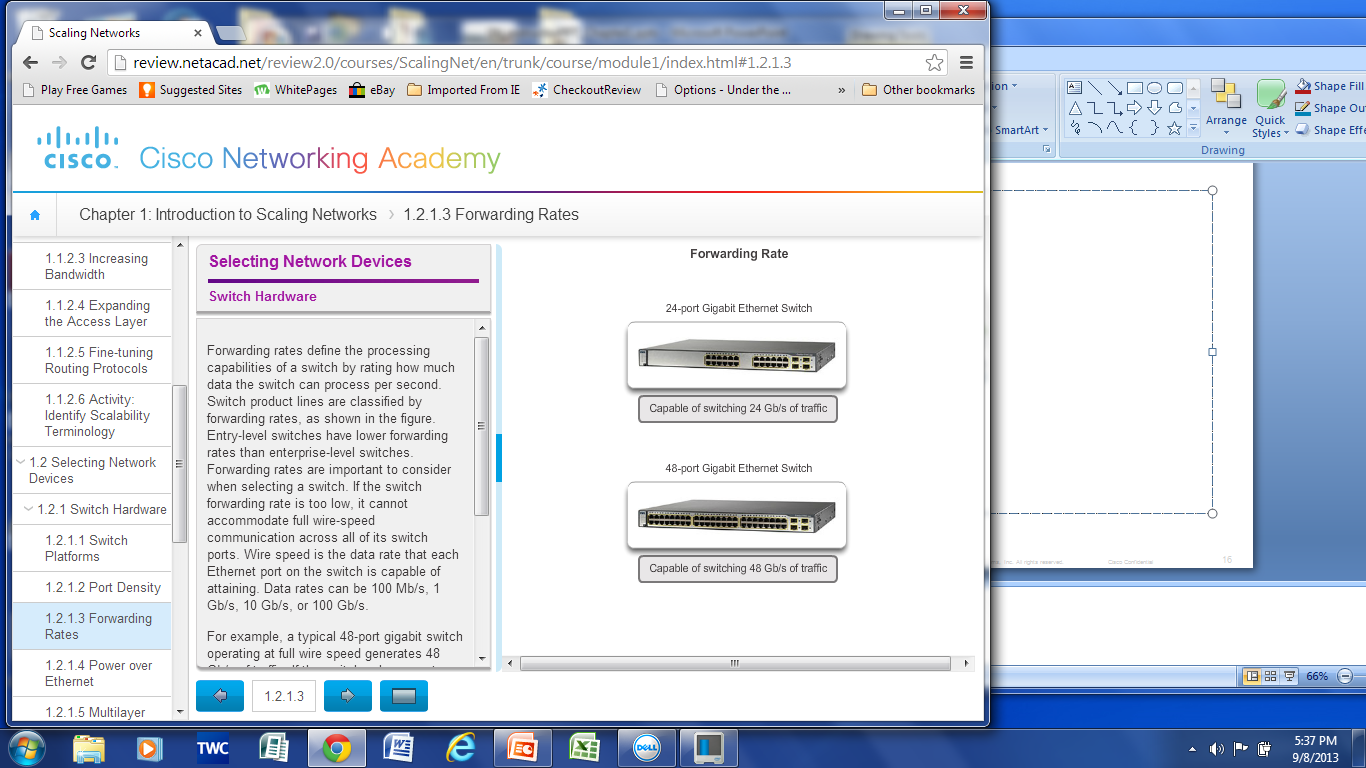 Scaling Networks
review.netacad.net/review2.0/courses/ScalingNet/en/trunk/course/module1/index.html#1.2.1.3
Play Free Games
Suggested Sites
WhitePages
eBay
Imported From IE
CheckoutReview
Options - Under the ...
»
Other bookmarks
CISCO
Cisco Networking Academy
Chapter 1: Introduction to Scaling Networks
1.2.1.3 Forwarding Rates
1.1.2.3 Increasing
Bandwidth
1.1.2.4 Expanding
the Access Layer
1.1.2.5 Fine-tuning
Routing Protocols
1.1.2.6 Activity:
Identify Scalability
Terminology
1.2 Selecting Network
Devices
1.2.1 Switch Hardware
1.2.1.1 Switch
Platforms
1.2.1.2 Port Density
1.2.1.3 Forwarding
Rates
1.2.1.4 Power over
Ethernet
1.2.1.5 Multilayer
Selecting Network Devices
Switch Hardware
Forwarding rates define the processing
capabilities of a switch by rating how much
data the switch can process per second.
Switch product lines are classified by
forwarding rates, as shown in the figure.
Entry-level switches have lower forwarding
rates than enterprise-level switches.
Forwarding rates are important to consider
when selecting a switch. If the switch
forwarding rate is too low, it cannot
accommodate full wire-speed
communication across all of its switch
ports. Wire speed is the data rate that each
Ethernet port on the switch is capable of
attaining. Data rates can be 100 Mb/s, 1
Gb/s, 10 Gb/s, or 100 Gb/s.
For example, a typical 48-port gigabit switch
operating at full wire speed generates 48
1.2.1.3
Forwarding Rate
24-port Gigabit Ethernet Switch
Capable of switching 24 Gb/s of traffic
48-port Gigabit Ethernet Switch
Capable of switching 48 Gb/s of traffic
SmartArt
Arrange
Quick
Styles
Shape Fill
Shape Ou
Shape Effe
Drawing
All rights reserved.
Cisco Confidential
16
66%
TWC
DELL
5:37 PM
9/8/2013